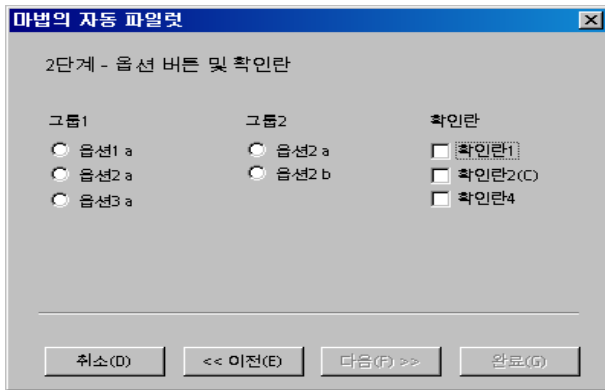 마법의 자동 파일럿
2단계 - 옵션 버튼 및 확인란
그룹1 그룹2 확인란
옵션1 a 옵션2 a 확인란1
옵션2 a 옵션2 b 확인란2(C)
옵션3 a 확인란4
취소(D) << 이전(E) 다음(F) >> 완료(G)